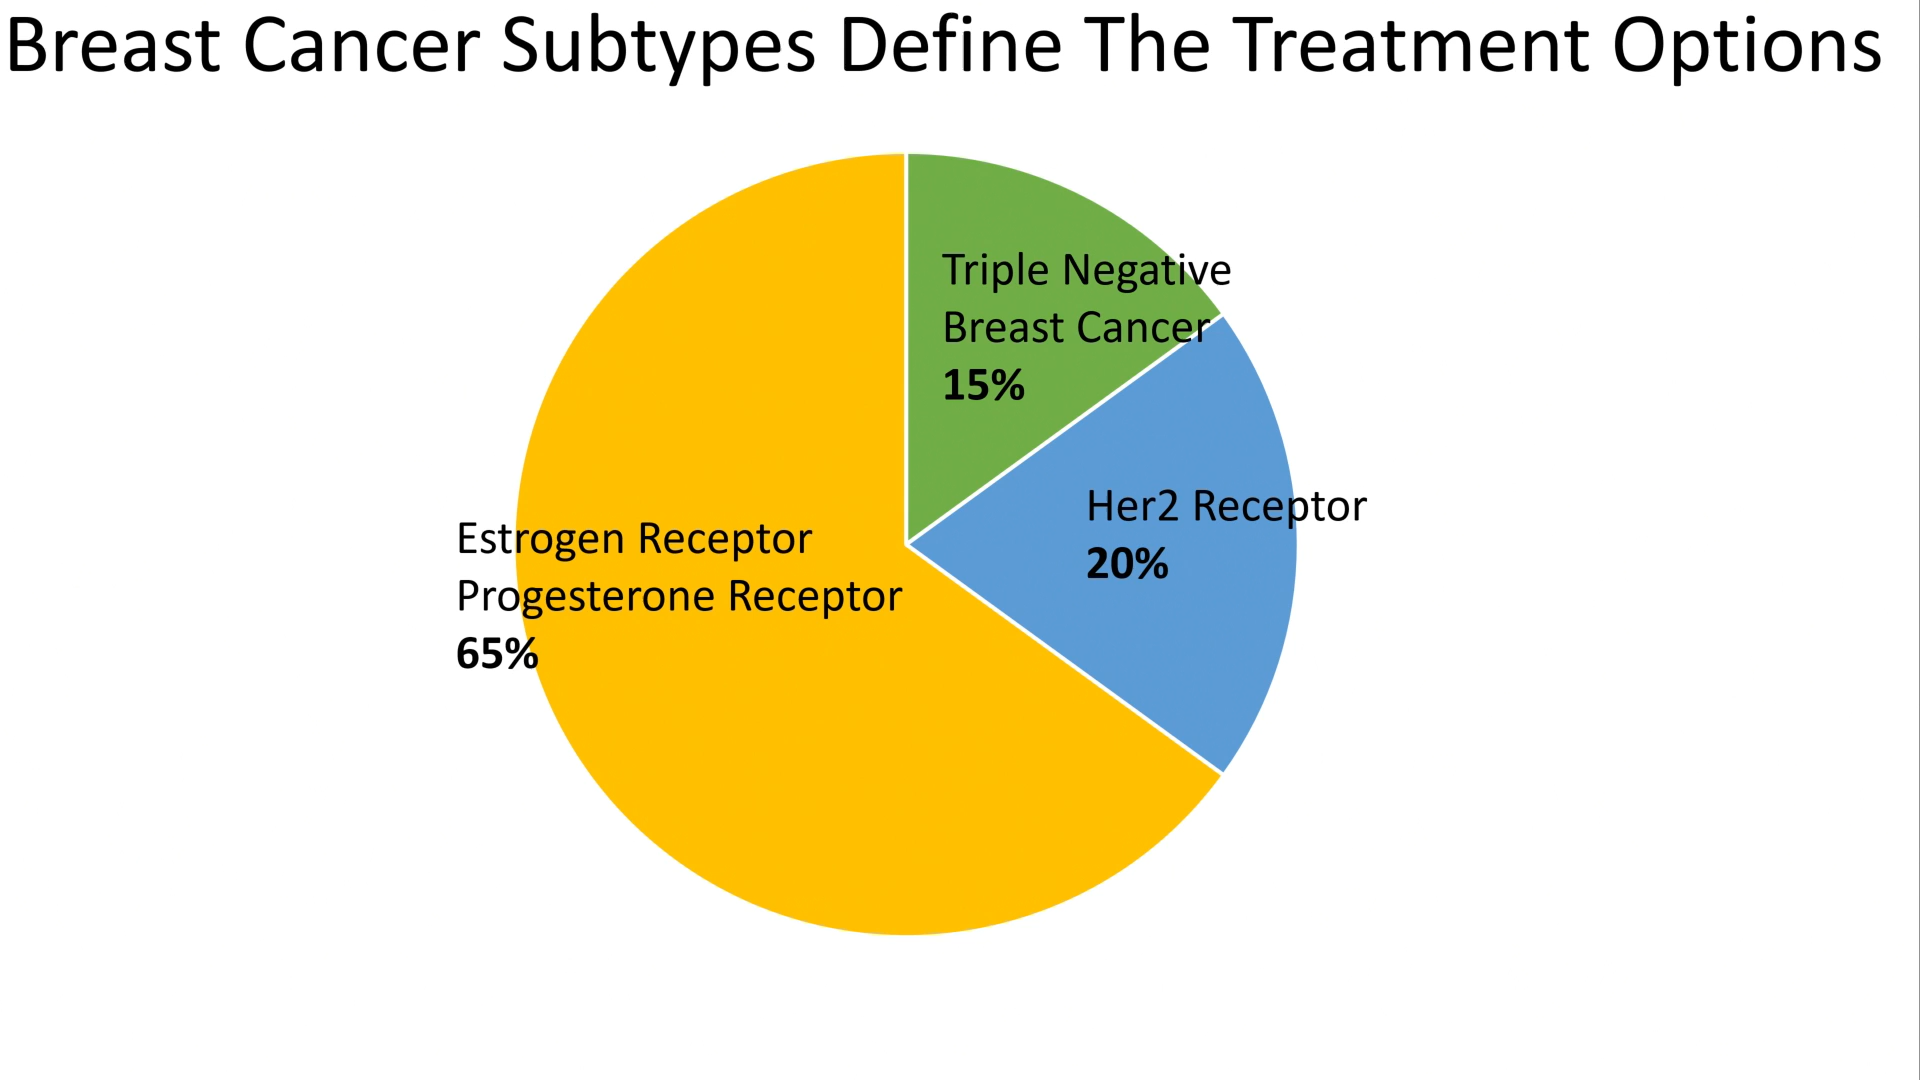 Breast Cancer Subtypes Define The Treatment Options
Triple Negative
Breast Cancer
15%
Her2 Receptor
20%
Estrogen Receptor
Progesterone Receptor
65%